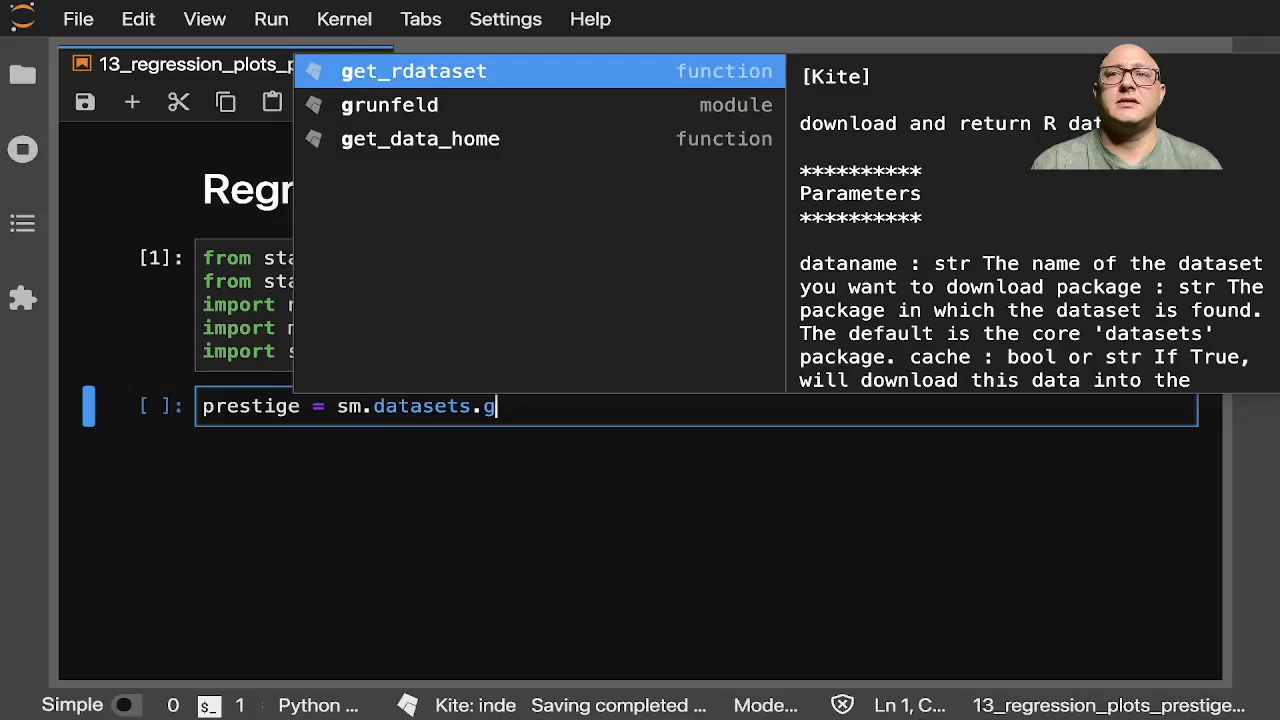 File Edit View Run Kernel Tabs Settings Help
13_regression_plots_p
get_rdataset function
grunfeld module
get_data_home function
[Kite]
download and return R dat
**********
Parameters
**********
dataname : str The name of the dataset
you want to download package : str The
package in which the dataset is found.
The default is the core 'datasets'
package. cache : bool or str If True,
will download this data into the
Regr
[1]: from sta
from sta
import
import
import s
[ ]: prestige = sm.datasets.g
Simple 0 $_ 1 Python ... Kite: inde Saving completed ... Mode... Ln 1, C... 13_regression_plots_prestige...